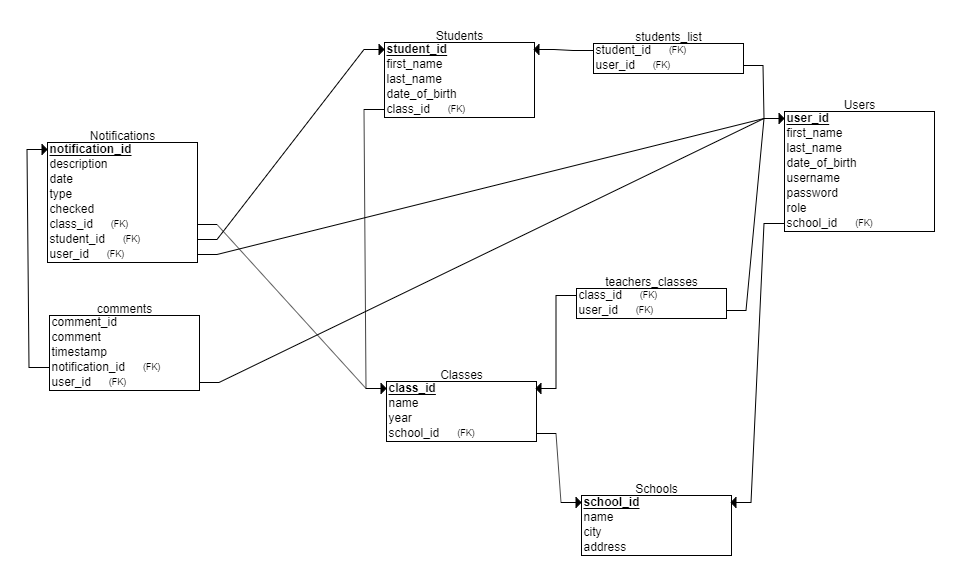 Students
student_id
first_name
last_name
date_of_birth
class_id (FK)
students_list
student_id (FK)
user_id (FK)
Users
user_id
first_name
last_name
date_of_birth
username
password
role
school_id (FK)
Notifications
notification_id
description
date
type
checked
class_id (FK)
student_id (FK)
user_id (FK)
teachers_classes
class_id (FK)
user_id (FK)
comments
comment_id
comment
timestamp
notification_id (FK)
user_id (FK)
Classes
class_id
name
year
school_id (FK)
Schools
school_id
name
city
address